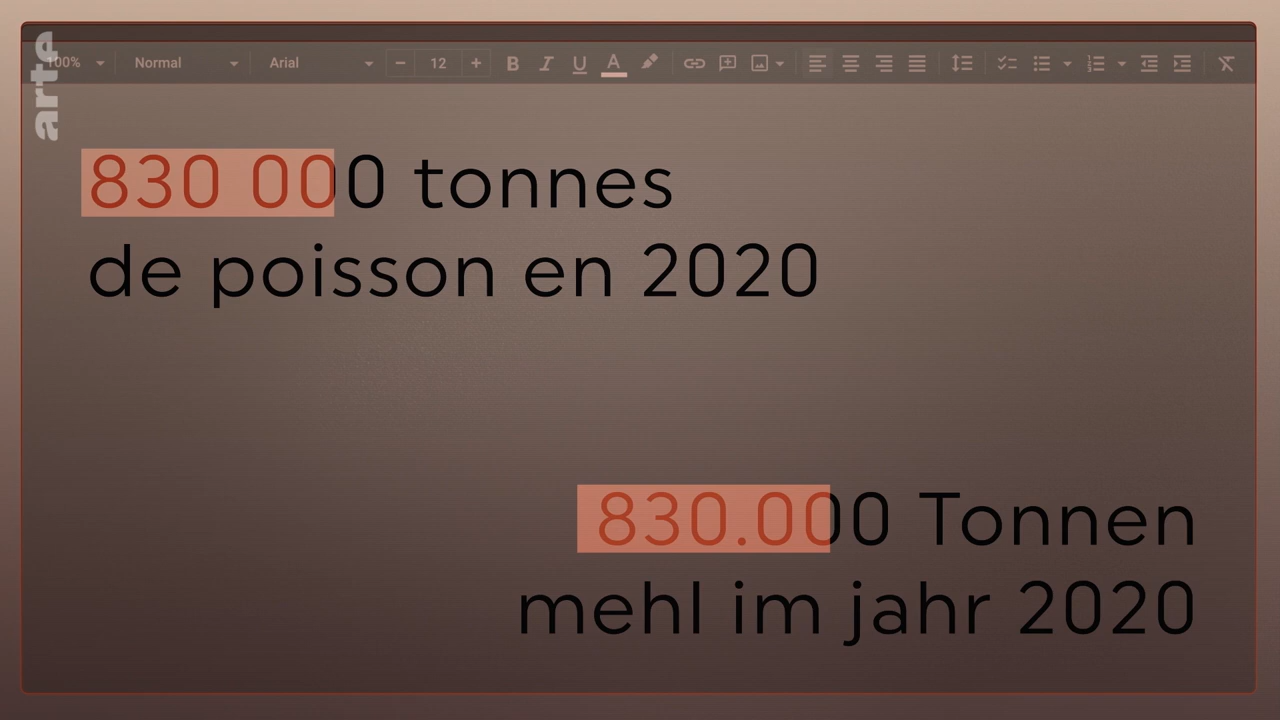 arte
100% Normal Arial 12 B I U A
830 000 tonnes
de poisson en 2020
830.000 Tonnen
mehl im jahr 2020